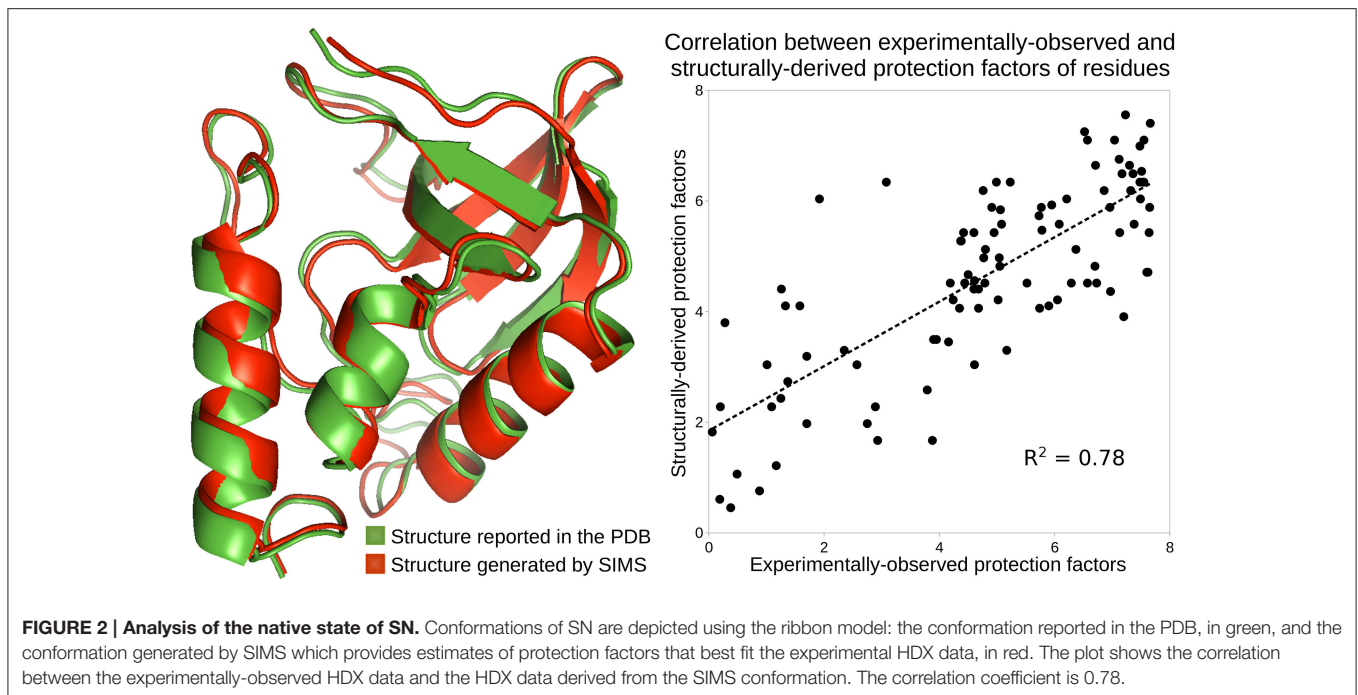 Correlation between experimentally-observed and
structurally-derived protection factors of residues
8
6
4
2
0
Structurally-derived protection factors
R² = 0.78
0 2 4 6 8
Experimentally-observed protection factors
Structure reported in the PDB
Structure generated by SIMS
FIGURE 2 | Analysis of the native state of SN. Conformations of SN are depicted using the ribbon model: the conformation reported in the PDB, in green, and the
conformation generated by SIMS which provides estimates of protection factors that best fit the experimental HDX data, in red. The plot shows the correlation
between the experimentally-observed HDX data and the HDX data derived from the SIMS conformation. The correlation coefficient is 0.78.